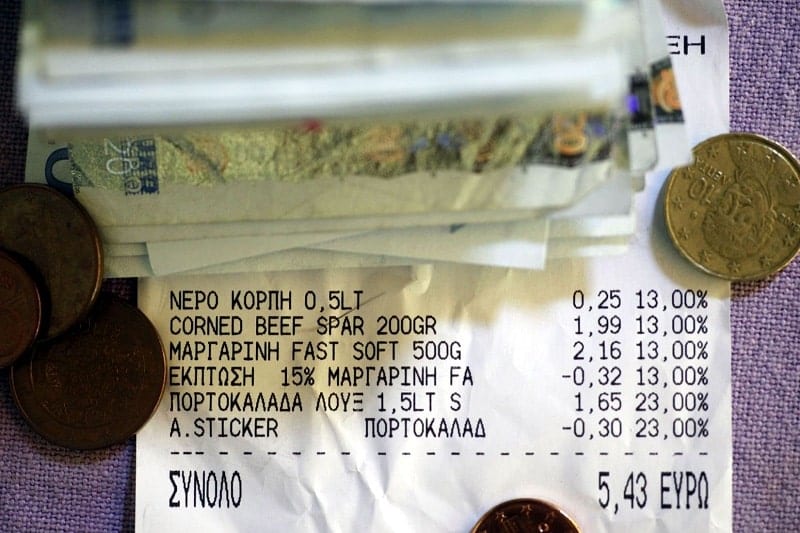 ΕΗ
20
ΝΕΡΟ ΚΟΡΠΗ 0,5LT 0,25 13,00%
CORNED BEEF SPAR 200GR 1,99 13,00%
ΜΑΡΓΑΡΙΝΗ FAST SOFT 500G 2,16 13,00%
ΕΚΠΤΩΣΗ 15% ΜΑΡΓΑΡΙΝΗ FA -0,32 13,00%
ΠΟΡΤΟΚΑΛΑΔΑ ΛΟΥΞ 1,5LT S 1,65 23,00%
A.STICKER ΠΟΡΤΟΚΑΛΑΔ -0,30 23,00%
ΣΥΝΟΛΟ 5,43 ΕΥΡΩ